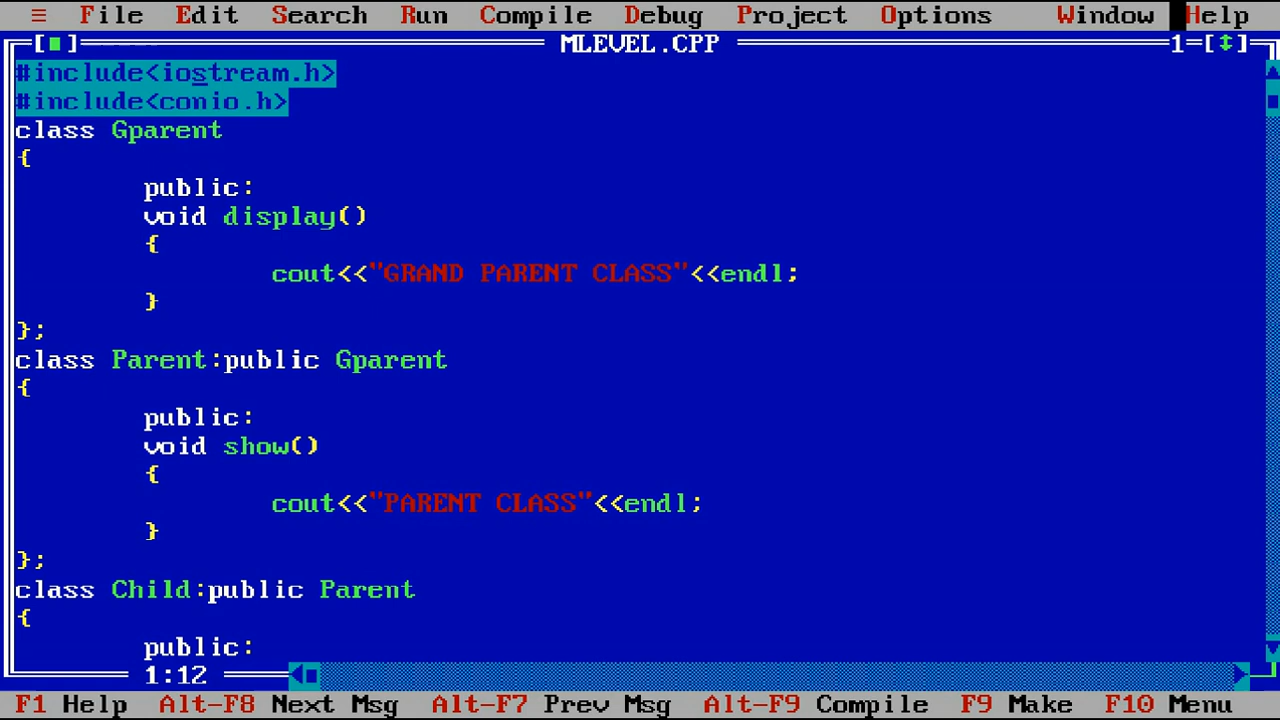 ≡ File Edit Search Run Compile Debug Project Options Window Help
[■] MLEVEL.CPP 1=[↕]
#include<iostream.h>
#include<conio.h>
class Gparent
{
public:
void display()
{
cout<<"GRAND PARENT CLASS"<<endl;
}
};
class Parent:public Gparent
{
public:
void show()
{
cout<<"PARENT CLASS"<<endl;
}
};
class Child:public Parent
{
public:
1:12
F1 Help Alt-F8 Next Msg Alt-F7 Prev Msg Alt-F9 Compile F9 Make F10 Menu